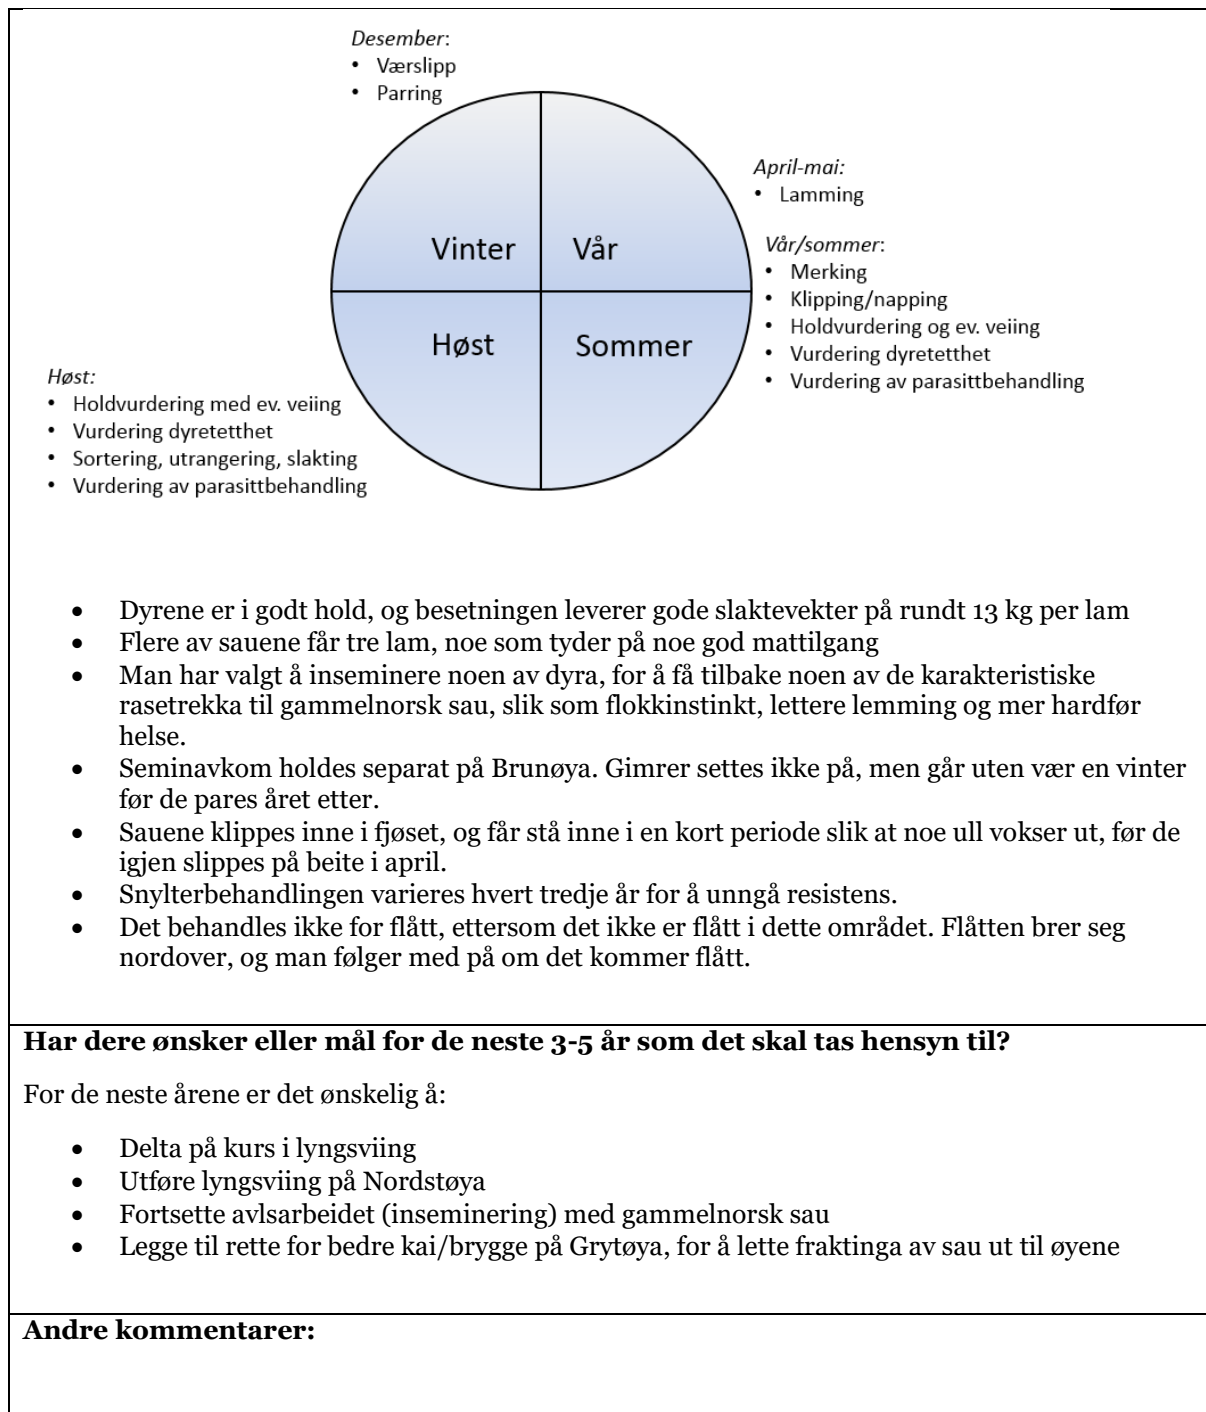 Desember:
• Værslipp
• Parring
April-mai:
• Lamming
Vinter
Vår
Vår/sommer:
• Merking
• Klipping/napping
• Holdvurdering og ev. veiing
• Vurdering dyretetthet
• Vurdering av parasittbehandling
Høst
Sommer
Høst:
• Holdvurdering med ev. veiing
• Vurdering dyretetthet
• Sortering, utrangering, slakting
• Vurdering av parasittbehandling
• Dyrene er i godt hold, og besetningen leverer gode slaktevekter på rundt 13 kg per lam
• Flere av sauene får tre lam, noe som tyder på noe god mattilgang
• Man har valgt å inseminere noen av dyra, for å få tilbake noen av de karakteristiske
rasetrekka til gammelnorsk sau, slik som flokkinstinkt, lettere lemming og mer hardfør
helse.
• Seminavkom holdes separat på Brunøya. Gimrer settes ikke på, men går uten vær en vinter
før de pares året etter.
• Sauene klippes inne i fjøset, og får stå inne i en kort periode slik at noe ull vokser ut, før de
igjen slippes på beite i april.
• Snylterbehandlingen varieres hvert tredje år for å unngå resistens.
• Det behandles ikke for flått, ettersom det ikke er flått i dette området. Flåtten brer seg
nordover, og man følger med på om det kommer flått.
Har dere ønsker eller mål for de neste 3-5 år som det skal tas hensyn til?
For de neste årene er det ønskelig å:
• Delta på kurs i lyngsviing
• Utføre lyngsviing på Nordstøya
• Fortsette avlsarbeidet (inseminering) med gammelnorsk sau
• Legge til rette for bedre kai/brygge på Grytøya, for å lette fraktinga av sau ut til øyene
Andre kommentarer: